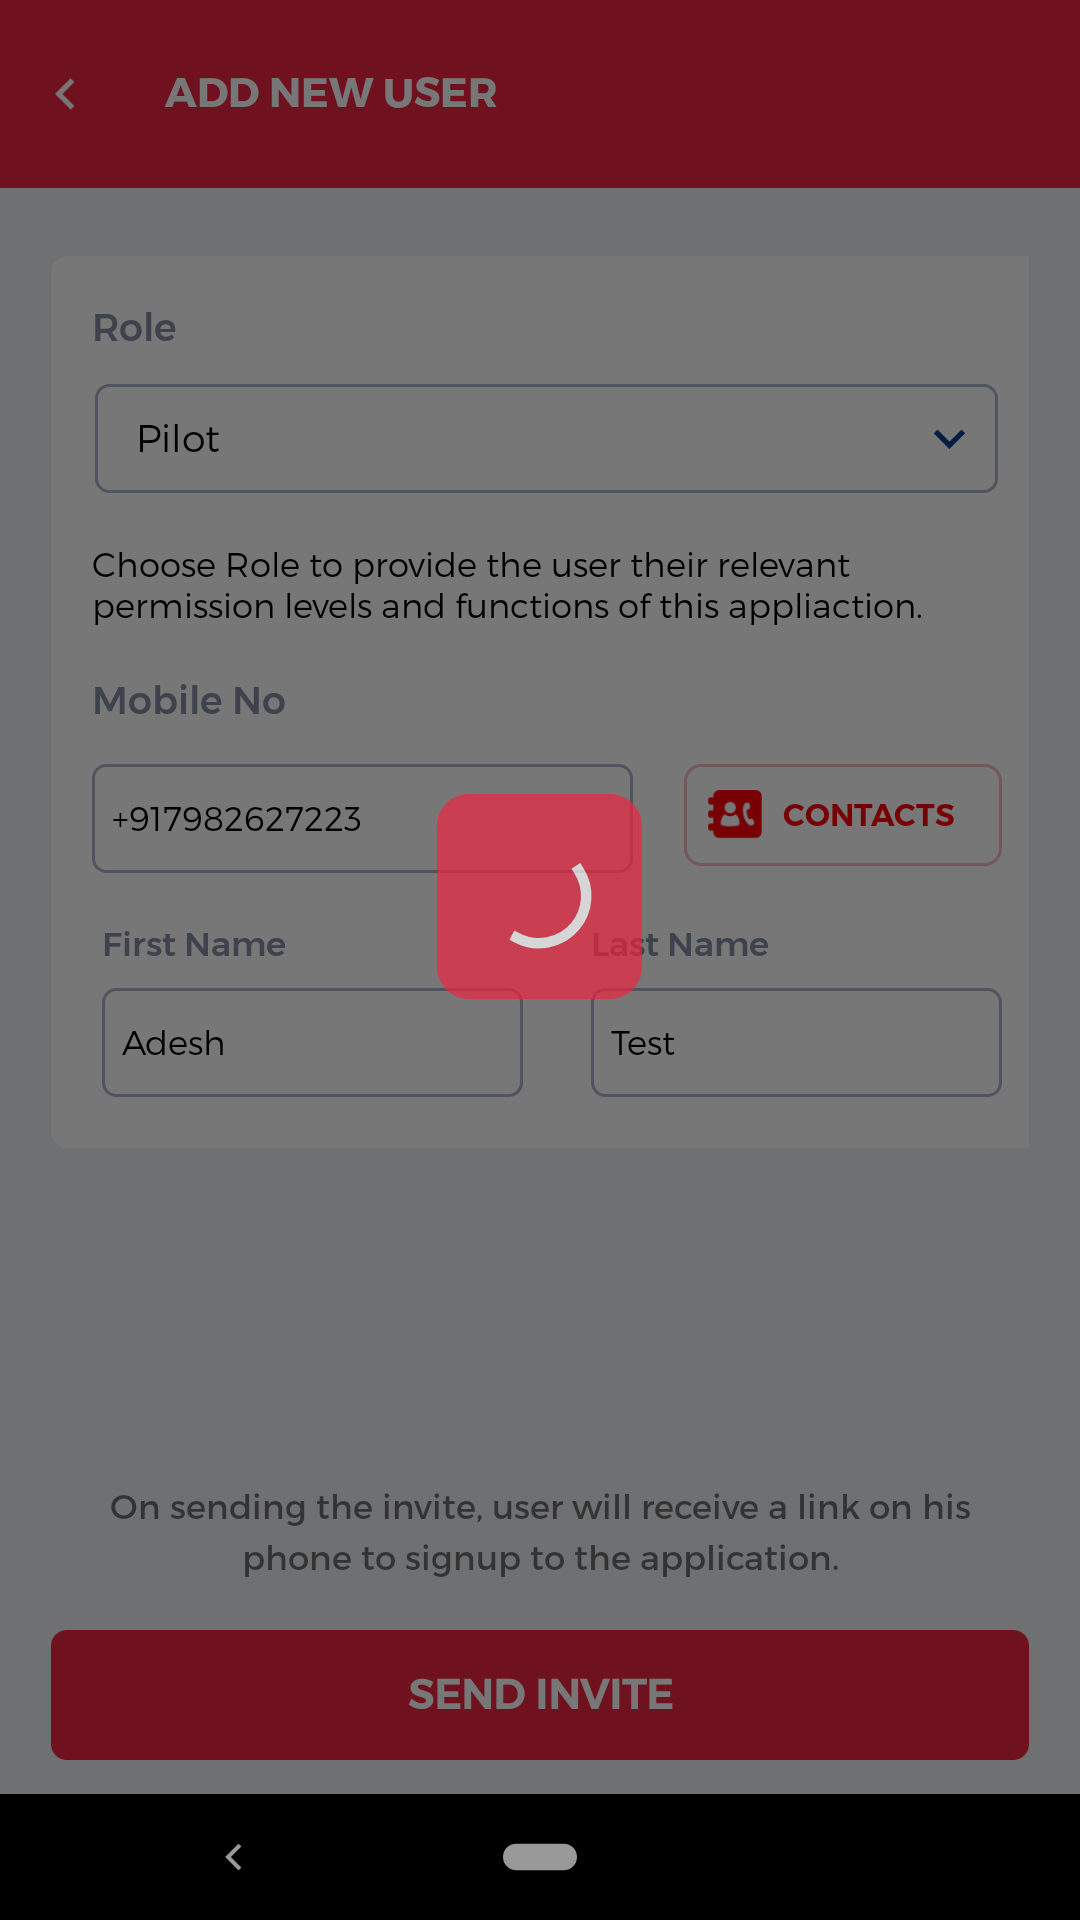 ADD NEW USER
Role
Pilot
Choose Role to provide the user their relevant
permission levels and functions of this appliaction.
Mobile No
+917982627223
CONTACTS
First Name
Last Name
Adesh
Test
On sending the invite, user will receive a link on his
phone to signup to the application.
SEND INVITE